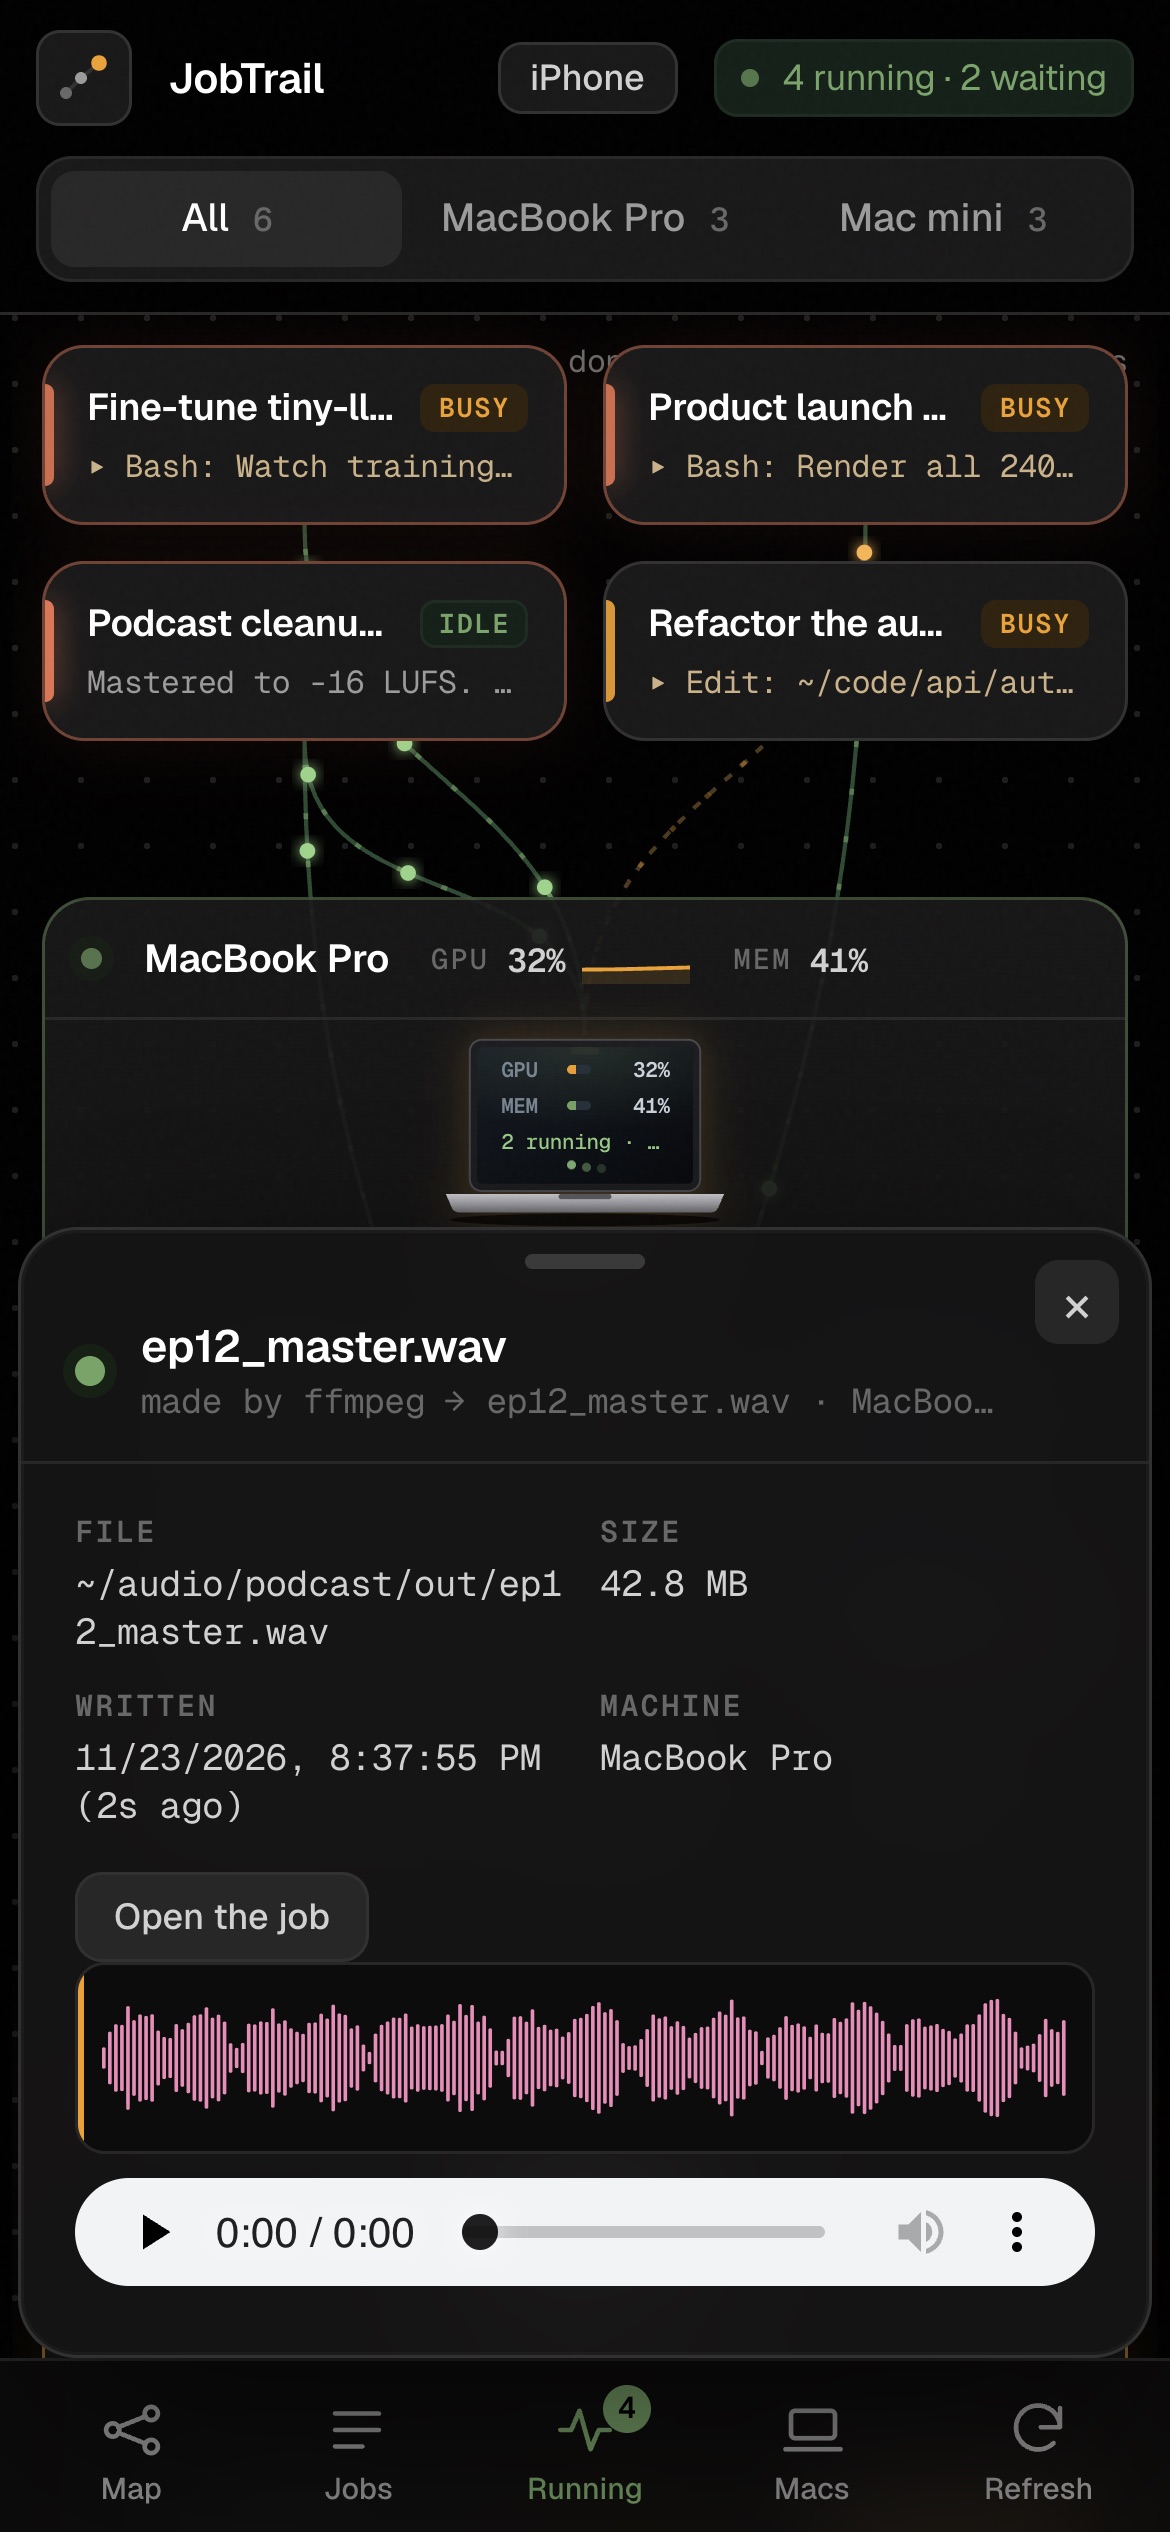 JobTrail
iPhone
4 running · 2 waiting
All 6
MacBook Pro 3
Mac mini 3
Fine-tune tiny-ll… BUSY
▸ Bash: Watch training…
Product launch … BUSY
▸ Bash: Render all 240…
Podcast cleanu… IDLE
Mastered to -16 LUFS. …
Refactor the au… BUSY
▸ Edit: ~/code/api/aut…
MacBook Pro GPU 32% MEM 41%
GPU 32%
MEM 41%
2 running · …
ep12_master.wav
made by ffmpeg → ep12_master.wav · MacBoo…
FILE
~/audio/podcast/out/ep1
2_master.wav
SIZE
42.8 MB
WRITTEN
11/23/2026, 8:37:55 PM
(2s ago)
MACHINE
MacBook Pro
Open the job
0:00 / 0:00
4
Map
Jobs
Running
Macs
Refresh